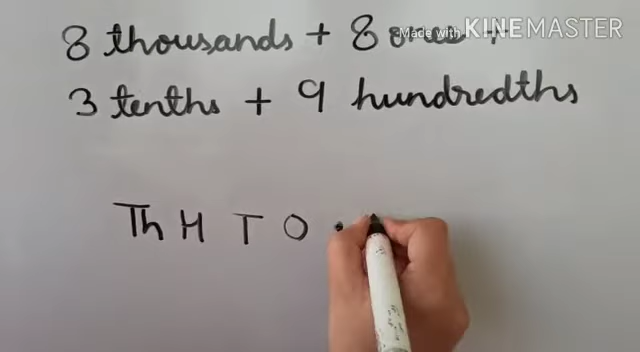 8 thousands + 8 ones +
Made with KINEMASTER
3 tenths + 9 hundredths
Th H T O .